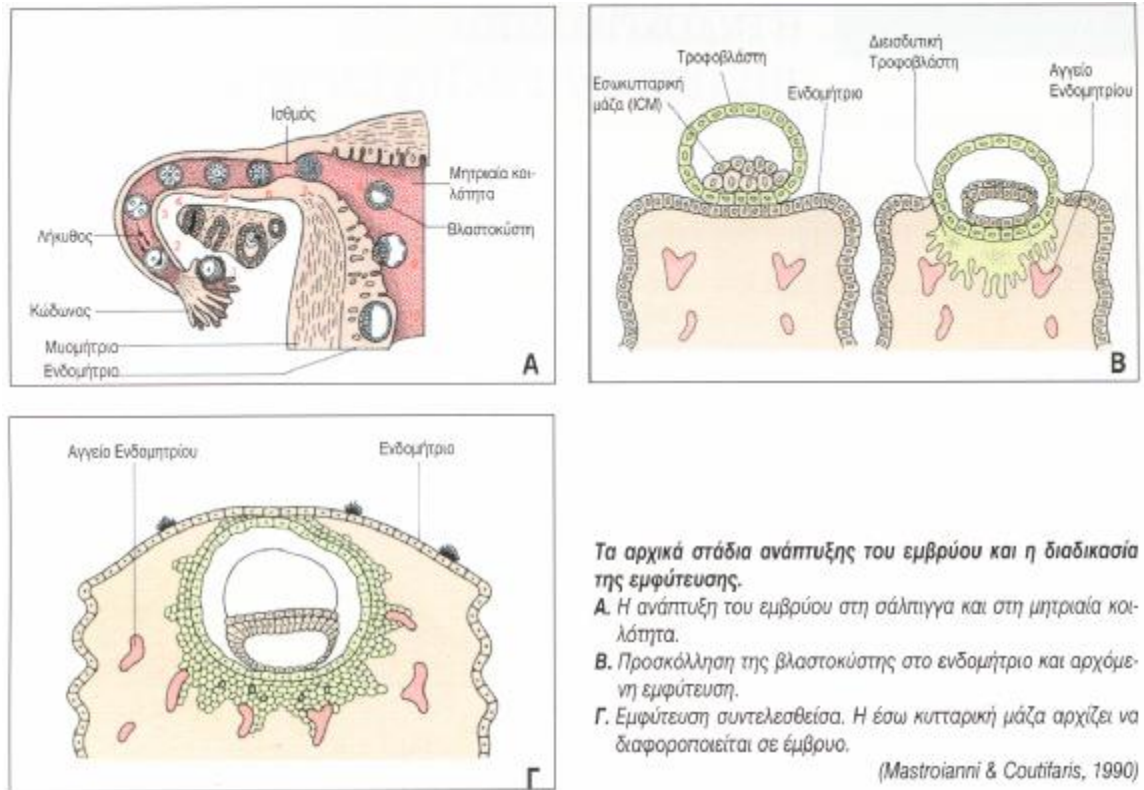 Ισθμός
Μητριαία κοι-
λότητα
Βλαστοκύστη
Λήκυθος
Κώδωνας
Μυομήτριο
Ενδομήτριο
Α
Τροφοβλάστη
Εσωκυτταρική
μάζα (ICM)
Ενδομήτριο
Διεισδυτική
Τροφοβλάστη
Αγγείο
Ενδομητρίου
Β
Αγγείο Ενδομητρίου
Ενδομήτριο
Γ
Τα αρχικά στάδια ανάπτυξης του εμβρύου και η διαδικασία
της εμφύτευσης.
Α. Η ανάπτυξη του εμβρύου στη σάλπιγγα και στη μητριαία κοι-
λότητα.
Β. Προσκόλληση της βλαστοκύστης στο ενδομήτριο και αρχόμε-
νη εμφύτευση.
Γ. Εμφύτευση συντελεσθείσα. Η έσω κυτταρική μάζα αρχίζει να
διαφοροποιείται σε έμβρυο.
(Mastroianni & Coutifaris, 1990)